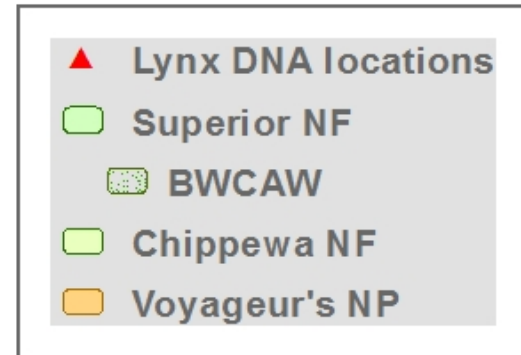 Lynx DNA locations
Superior NF
BWCAW
Chippewa NF
Voyageur's NP